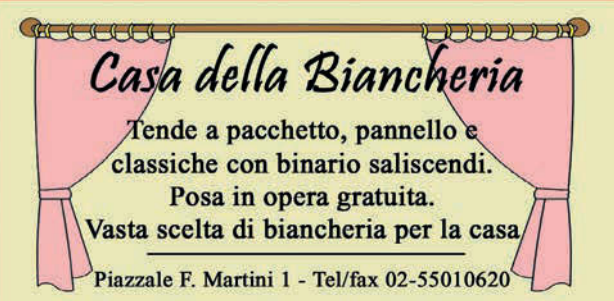 Casa della Biancheria
Tende a pacchetto, pannello e
classiche con binario saliscendi.
Posa in opera gratuita.
Vasta scelta di biancheria per la casa
Piazzale F. Martini 1 - Tel/fax 02-55010620